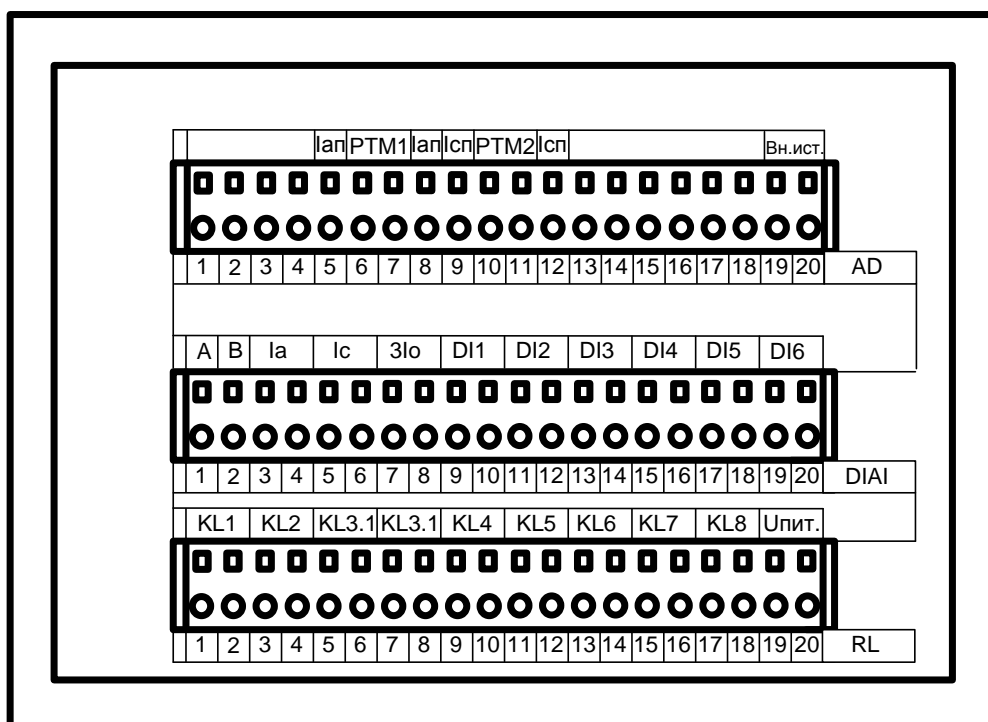 Iап РТМ1 Iап Iсп РТМ2 Iсп Вн.ист.
1 2 3 4 5 6 7 8 9 10 11 12 13 14 15 16 17 18 19 20 AD
A B Ia Ic 3Io DI1 DI2 DI3 DI4 DI5 DI6
1 2 3 4 5 6 7 8 9 10 11 12 13 14 15 16 17 18 19 20 DIAI
KL1 KL2 KL3.1 KL3.1 KL4 KL5 KL6 KL7 KL8 Uпит.
1 2 3 4 5 6 7 8 9 10 11 12 13 14 15 16 17 18 19 20 RL